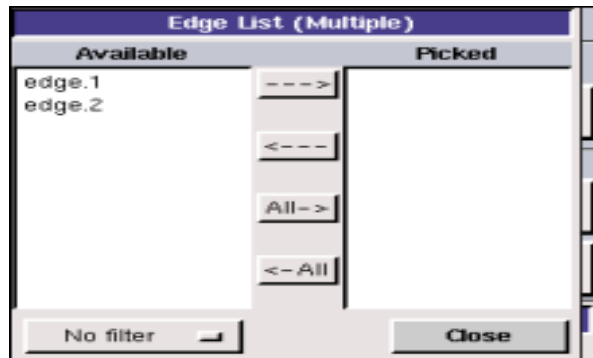 Edge List (Multiple)
Available Picked
edge.1
edge.2
--->
<---
All->
<-All
No filter Close